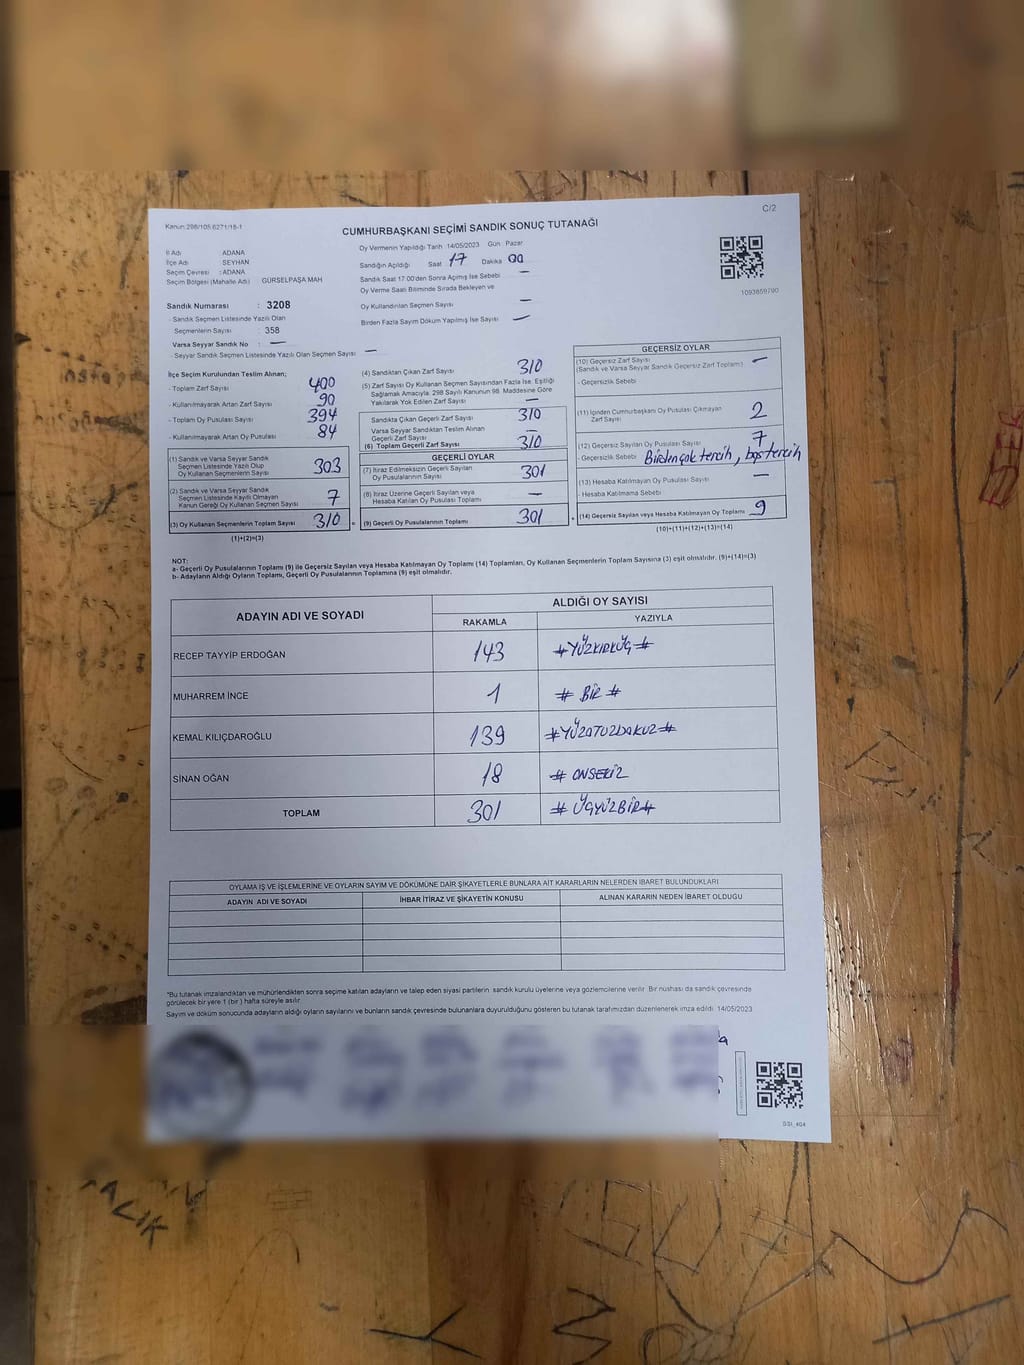 C/2
Kanun:298/105.6271/18-1
CUMHURBAŞKANI SEÇİMİ SANDIK SONUÇ TUTANAĞI
İl Adı ADANA
İlçe Adı SEYHAN
Seçim Çevresi : ADANA
Seçim Bölgesi (Mahalle Adı) GÜRSELPAŞA MAH
Sandık Numarası : 3208
- Sandık Seçmen Listesinde Yazılı Olan
Seçmenlerin Sayısı : 358
Varsa Seyyar Sandık No : —
- Seyyar Sandık Seçmen Listesinde Yazılı Olan Seçmen Sayısı —
Oy Vermenin Yapıldığı Tarih 14/05/2023 Gün Pazar
Sandığın Açıldığı Saat 17 Dakika 00
Sandık Saat 17:00'den Sonra Açımış İse Sebebi —
Oy Verme Saati Bitiminde Sırada Bekleyen ve
Oy Kullandırılan Seçmen Sayısı —
Birden Fazla Sayım Döküm Yapılmış İse Sayısı —
1093859790
İlçe Seçim Kurulundan Teslim Alınan;
- Toplam Zarf Sayısı 400
- Kullanılmayarak Artan Zarf Sayısı 90
- Toplam Oy Pusulası Sayısı 394
- Kullanılmayarak Artan Oy Pusulası 84
(1) Sandık ve Varsa Seyyar Sandık
Seçmen Listesinde Yazılı Olup
Oy Kullanan Seçmenlerin Sayısı 303
(2) Sandık ve Varsa Seyyar Sandık
Seçmen Listesinde Kayıtlı Olmayan
Kanun Gereği Oy Kullanan Seçmen Sayısı 7
(3) Oy Kullanan Seçmenlerin Toplam Sayısı 310 =
(1)+(2)=(3)
(4) Sandıktan Çıkan Zarf Sayısı 310
(5) Zarf Sayısı Oy Kullanan Seçmen Sayısından Fazla İse, Eşitliği
Sağlamak Amacıyla, 298 Sayılı Kanunun 98. Maddesine Göre
Yakılarak Yok Edilen Zarf Sayısı —
Sandıkta Çıkan Geçerli Zarf Sayısı 310
Varsa Seyyar Sandıktan Teslim Alınan
Geçerli Zarf Sayısı —
(6) Toplam Geçerli Zarf Sayısı 310
GEÇERLİ OYLAR
(7) İtiraz Edilmeksizin Geçerli Sayılan
Oy Pusulasının Sayısı 301
(8) İtiraz Üzerine Geçerli Sayılan veya
Hesaba Katılan Oy Pusulası Toplamı —
(9) Geçerli Oy Pusulalarının Toplamı 301 +
GEÇERSİZ OYLAR
(10) Geçersiz Zarf Sayısı
(Sandık ve Varsa Seyyar Sandık Geçersiz Zarf Toplamı) —
- Geçersizlik Sebebi
(11) İçinden Cumhurbaşkanı Oy Pusulası Çıkmayan
Zarf Sayısı 2
(12) Geçersiz Sayılan Oy Pusulası Sayısı 7
- Geçersizlik Sebebi Birden çok tercih, boş tercih
(13) Hesaba Katılmayan Oy Pusulası Sayısı —
- Hesaba Katılmama Sebebi
(14) Geçersiz Sayılan veya Hesaba Katılmayan Oy Toplamı 9
(10)+(11)+(12)+(13)=(14)
NOT:
a- Geçerli Oy Pusulalarının Toplamı (9) ile Geçersiz Sayılan veya Hesaba Katılmayan Oy Toplamı (14) Toplamları, Oy Kullanan Seçmenlerin Toplam Sayısına (3) eşit olmalıdır. (9)+(14)=(3)
b- Adayların Aldığı Oyların Toplamı, Geçerli Oy Pusulalarının Toplamına (9) eşit olmalıdır.
ADAYIN ADI VE SOYADI ALDIĞI OY SAYISI
RAKAMLA YAZIYLA
RECEP TAYYİP ERDOĞAN 143 #YÜZKIRKÜÇ#
MUHARREM İNCE 1 # BİR #
KEMAL KILIÇDAROĞLU 139 #YÜZOTUZDOKUZ#
SİNAN OĞAN 18 # ONSEKİZ
TOPLAM 301 # ÜÇYÜZBİR#
OYLAMA İŞ VE İŞLEMLERİNE VE OYLARIN SAYIM VE DÖKÜMÜNE DAİR ŞİKAYETLERLE BUNLARA AİT KARARLARIN NELERDEN İBARET BULUNDUKLARI
ADAYIN ADI VE SOYADI İHBAR İTİRAZ VE ŞİKAYETİN KONUSU ALINAN KARARIN NEDEN İBARET OLDUĞU
*Bu tutanak imzalandıktan ve mühürlendikten sonra seçime katılan adayların ve talep eden siyasi partilerin sandık kurulu üyelerine veya gözlemcilerine verilir. Bir nüshası da sandık çevresinde
görülecek bir yere 1 (bir) hafta süreyle asılır.
Sayım ve döküm sonucunda adayların aldığı oyların sayılarını ve bunların sandık çevresinde bulunanlara duyurulduğunu gösteren bu tutanak tarafımızdan düzenlenerek imza edildi. 14/05/2023
SSI_404